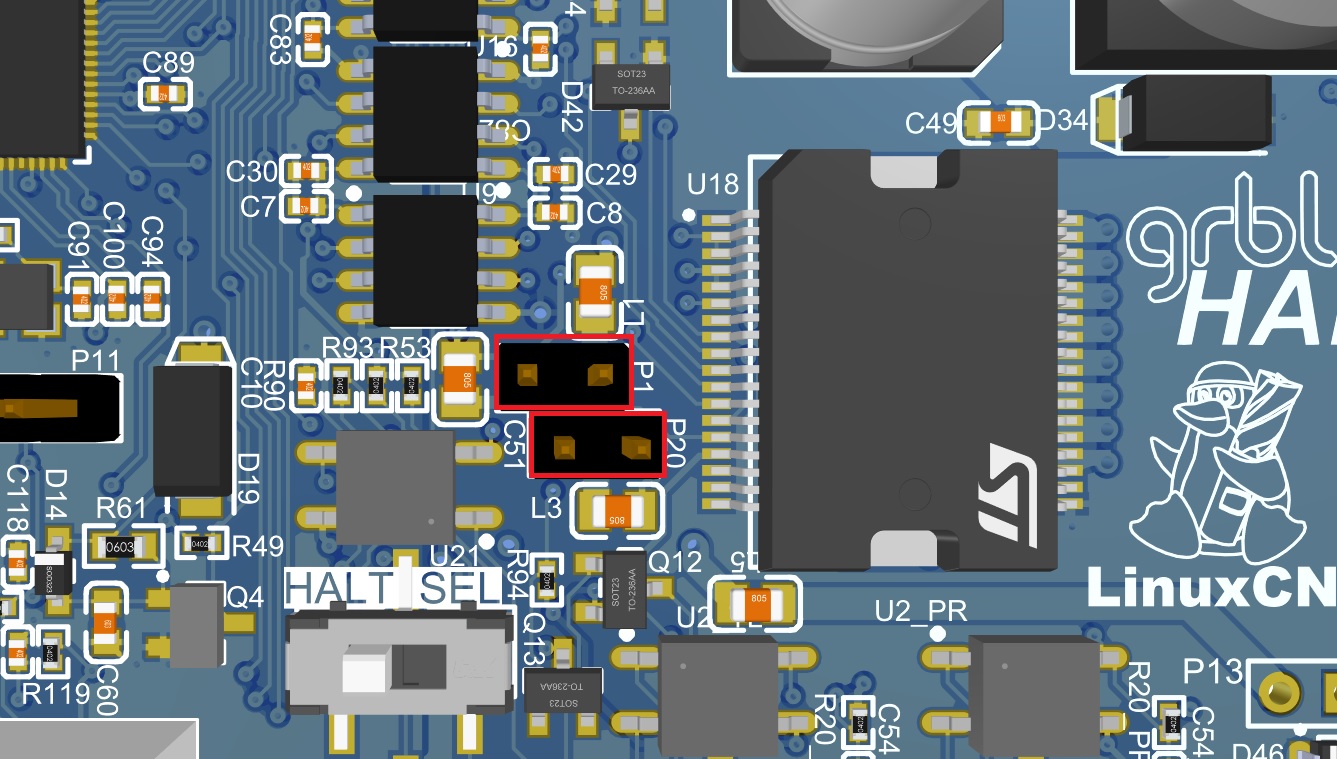 C83
U16
SOT23
TO-236AA
C89
D42
C49
D34
C30
C7
C29
C8
U9
U18
C91
C100
C94
805
L1
grbl
HAL
P11
C10
R90
R93
R53
805
P1
C51
P20
ST
D19
C118
D14
R61
0603
R49
0402
L3
805
U21
R94
0402
Q12
SOT23
TO-236AA
HALT SEL
Q4
805
U2_PR
LinuxCN
Q13
TO-236AA
SOT23
R119
C60
P13
R20
C54
R20
C54
D46